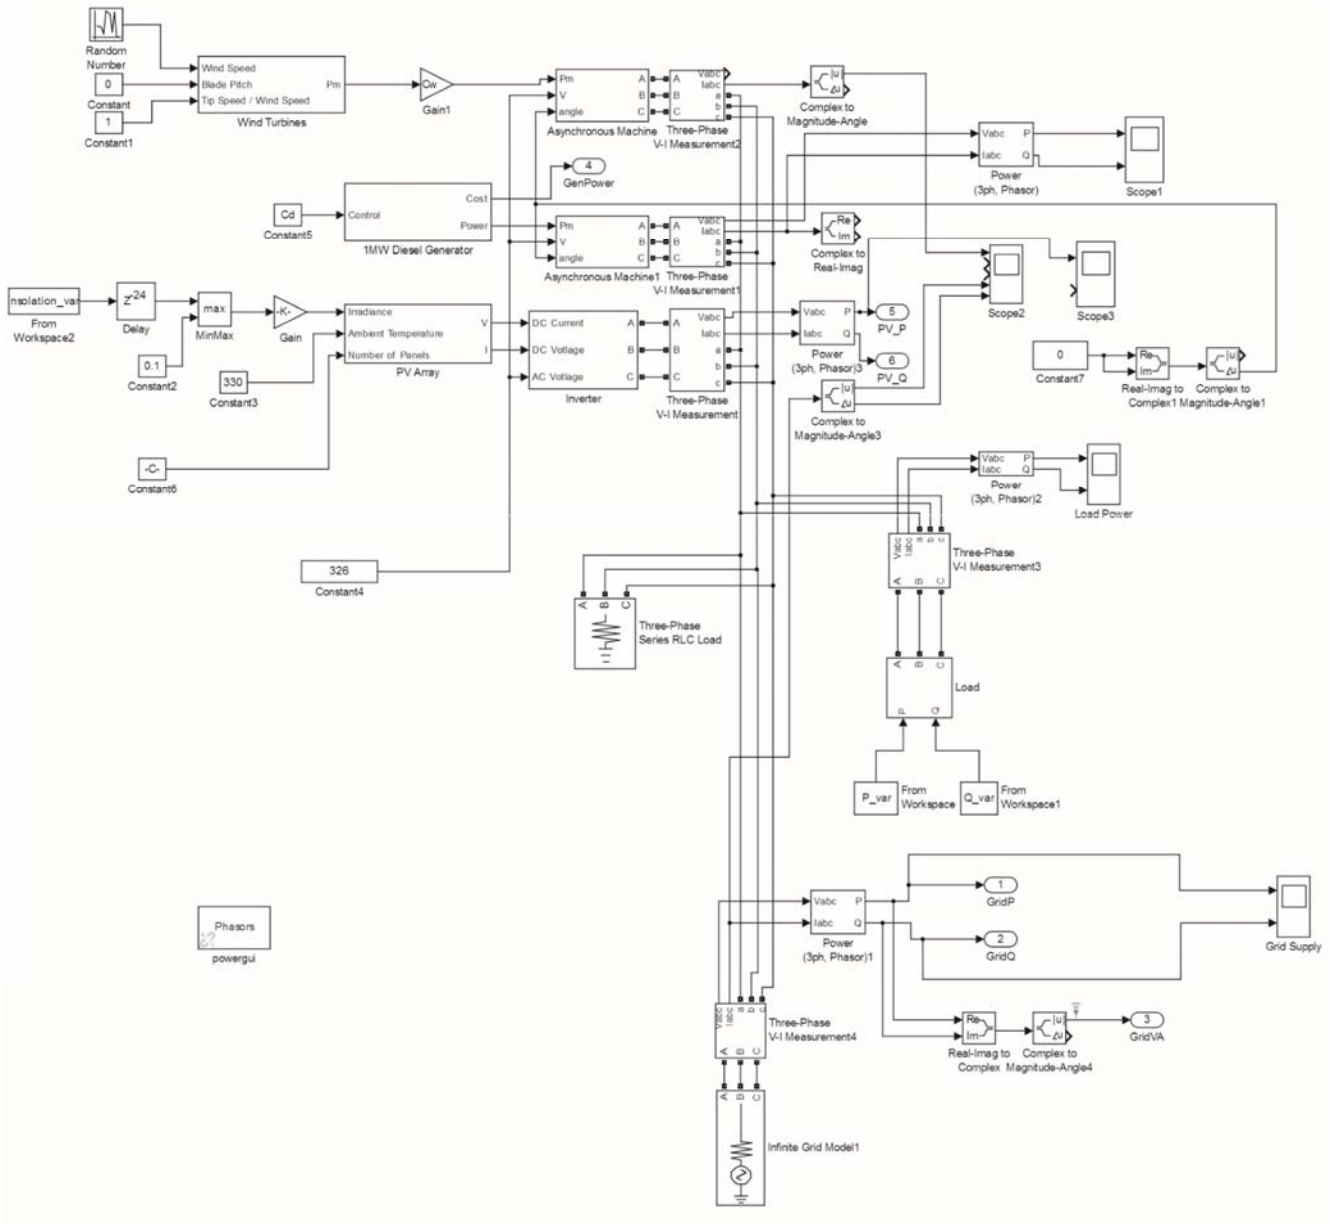 Random
Number
0
Constant
1
Constant1
Wind Speed
Blade Pitch
Tip Speed / Wind Speed
Pm
Wind Turbines
Cw
Gain1
Pm
V
angle
A
B
C
Asynchronous Machine
A
B
C
Vabc
Iabc
a
b
c
Three-Phase
V-I Measurement2
|u|
∠u
Complex to
Magnitude-Angle
Vabc
Iabc
P
Q
Power
(3ph, Phasor)
Scope1
4
GenPower
Cd
Constant5
Control
Cost
Power
1MW Diesel Generator
Pm
V
angle
A
B
C
Asynchronous Machine1
A
B
C
Vabc
Iabc
a
b
c
Three-Phase
V-I Measurement1
Re
Im
Complex to
Real-Imag
Scope2
Scope3
nsolation_var
From
Workspace2
Z-24
Delay
max
MinMax
0.1
Constant2
-K-
Gain
330
Constant3
Irradiance
Ambient Temperature
Number of Panels
V
I
PV Array
DC Current
DC Voltage
AC Voltage
A
B
C
Inverter
A
B
C
Vabc
Iabc
a
b
c
Three-Phase
V-I Measurement
Vabc
Iabc
P
Q
Power
(3ph, Phasor)3
5
PV_P
6
PV_Q
|u|
∠u
Complex to
Magnitude-Angle3
0
Constant7
Re
Im
Real-Imag to
Complex1
|u|
∠u
Complex to
Magnitude-Angle1
-C-
Constant6
Vabc
Iabc
P
Q
Power
(3ph, Phasor)2
Load Power
326
Constant4
Vabc
Iabc
a
b
c
A
B
C
Three-Phase
V-I Measurement3
A
B
C
Three-Phase
Series RLC Load
A
B
C
P
Q
Load
P_var
From
Workspace
Q_var
From
Workspace1
Phasors
powergui
Vabc
Iabc
P
Q
Power
(3ph, Phasor)1
1
GridP
2
GridQ
Grid Supply
Vabc
Iabc
a
b
c
A
B
C
Three-Phase
V-I Measurement4
Re
Im
Real-Imag to
Complex
|u|
∠u
Complex to
Magnitude-Angle4
3
GridVA
A
B
C
Infinite Grid Model1